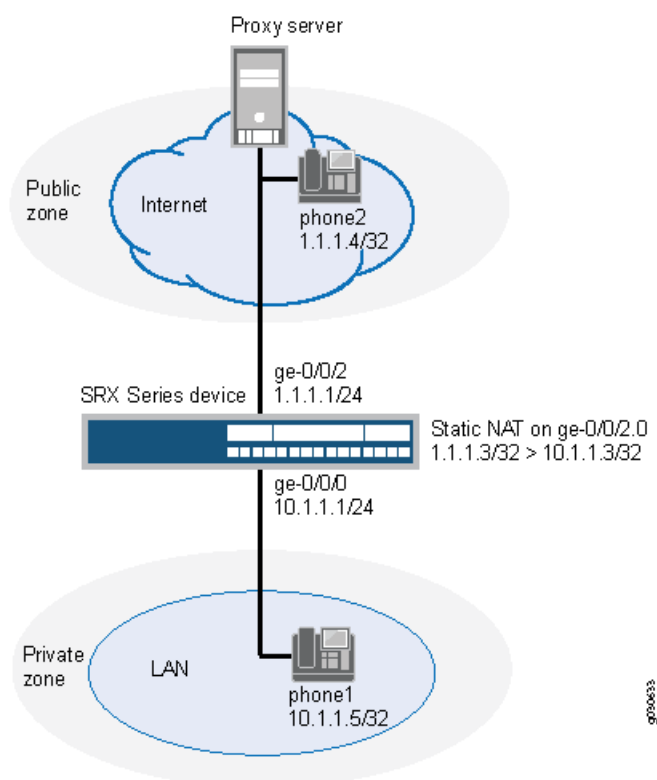 Proxy server
Public
zone
Internet
phone2
1.1.1.4/32
ge-0/0/2
1.1.1.1/24
SRX Series device
Static NAT on ge-0/0/2.0
1.1.1.3/32 > 10.1.1.3/32
ge-0/0/0
10.1.1.1/24
Private
zone
LAN
phone1
10.1.1.5/32
g030633